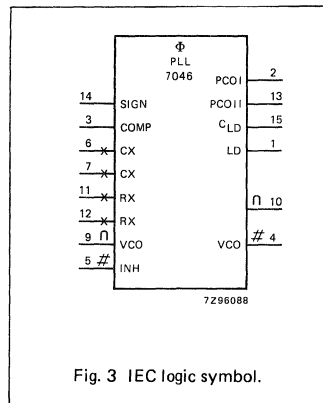 Φ
PLL
7046
PCOI 2
14 SIGN PCOII 13
3 COMP CLD 15
6 CX LD 1
7 CX
11 RX
12 RX ∩ 10
9 ∩ VCO VCO # 4
5 # INH
7Z96088
Fig. 3 IEC logic symbol.